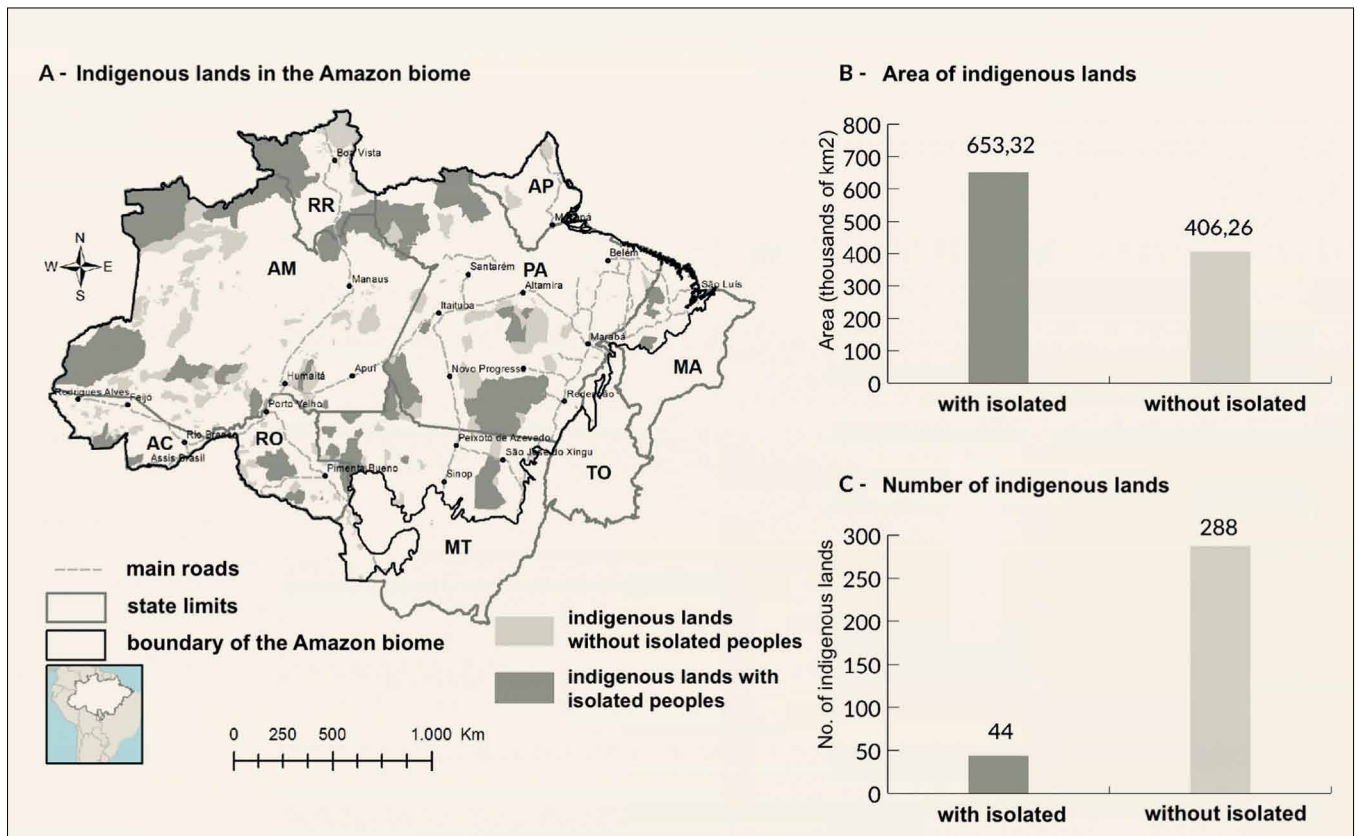 A - Indigenous lands in the Amazon biome
Boa Vista
RR
AP
Macapá
N
W E
S
AM
Manaus
Santarém
PA
Altamira
Belém
São Luís
Itaituba
Marabá
MA
Humaitá
Apuí
Novo Progresso
Redenção
Rodrigues Alves
Feijó
Porto Velho
AC
Rio Branco
Assis Brasil
RO
Pimenta Bueno
Peixoto de Azevedo
São José do Xingu
Sinop
TO
MT
main roads
state limits
boundary of the Amazon biome
indigenous lands
without isolated peoples
indigenous lands with
isolated peoples
0 250 500 1.000 Km
B - Area of indigenous lands
Area (thousands of km2)
800
700
600
500
400
300
200
100
0
653,32
406,26
with isolated
without isolated
C - Number of indigenous lands
No. of indigenous lands
300
250
200
150
100
50
0
44
288
with isolated
without isolated